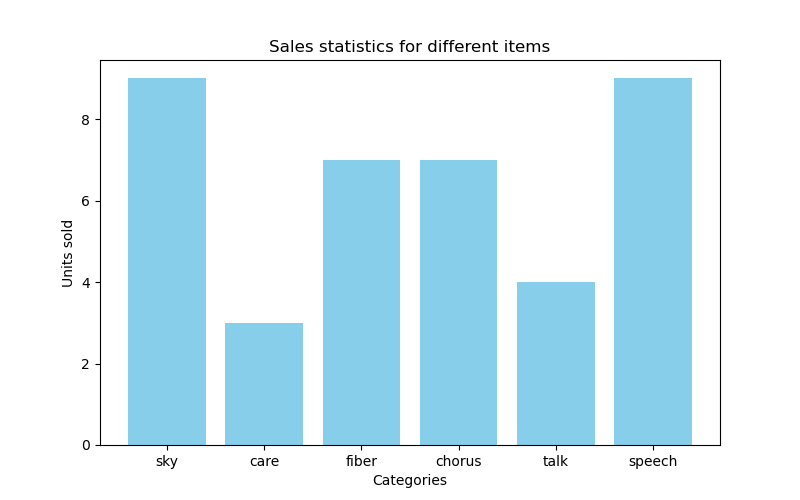 Sales statistics for different items
Units sold
8
6
4
2
0
sky care fiber chorus talk speech
Categories